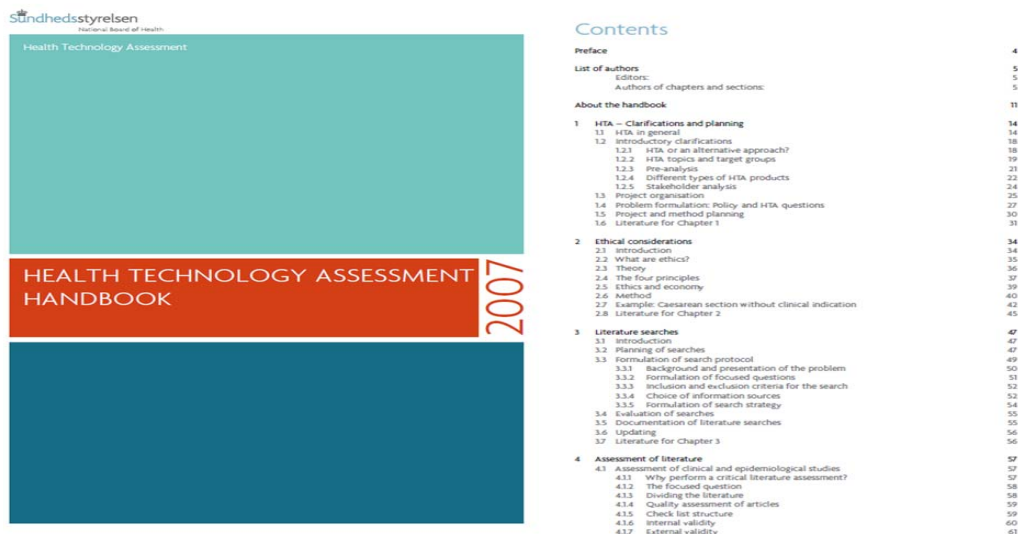 Sundhedsstyrelsen
National Board of Health
Health Technology Assessment
HEALTH TECHNOLOGY ASSESSMENT
HANDBOOK
2007
Contents
Preface 4
List of authors 5
Editors: 5
Authors of chapters and sections: 5
About the handbook 11
1 HTA – Clarifications and planning 14
1.1 HTA in general 14
1.2 Introductory clarifications 18
1.2.1 HTA or an alternative approach? 18
1.2.2 HTA topics and target groups 19
1.2.3 Pre-analysis 21
1.2.4 Different types of HTA products 22
1.2.5 Stakeholder analysis 24
1.3 Project organisation 25
1.4 Problem formulation: Policy and HTA questions 27
1.5 Project and method planning 30
1.6 Literature for Chapter 1 31
2 Ethical considerations 34
2.1 Introduction 34
2.2 What are ethics? 35
2.3 Theory 36
2.4 The four principles 37
2.5 Ethics and economy 39
2.6 Method 40
2.7 Example: Caesarean section without clinical indication 42
2.8 Literature for Chapter 2 45
3 Literature searches 47
3.1 Introduction 47
3.2 Planning of searches 47
3.3 Formulation of search protocol 49
3.3.1 Background and presentation of the problem 50
3.3.2 Formulation of focused questions 51
3.3.3 Inclusion and exclusion criteria for the search 52
3.3.4 Choice of information sources 52
3.3.5 Formulation of search strategy 54
3.4 Evaluation of searches 55
3.5 Documentation of literature searches 55
3.6 Updating 56
3.7 Literature for Chapter 3 56
4 Assessment of literature 57
4.1 Assessment of clinical and epidemiological studies 57
4.1.1 Why perform a critical literature assessment? 57
4.1.2 The focused question 58
4.1.3 Dividing the literature 58
4.1.4 Quality assessment of articles 59
4.1.5 Check list structure 59
4.1.6 Internal validity 60
4.1.7 External validity 61